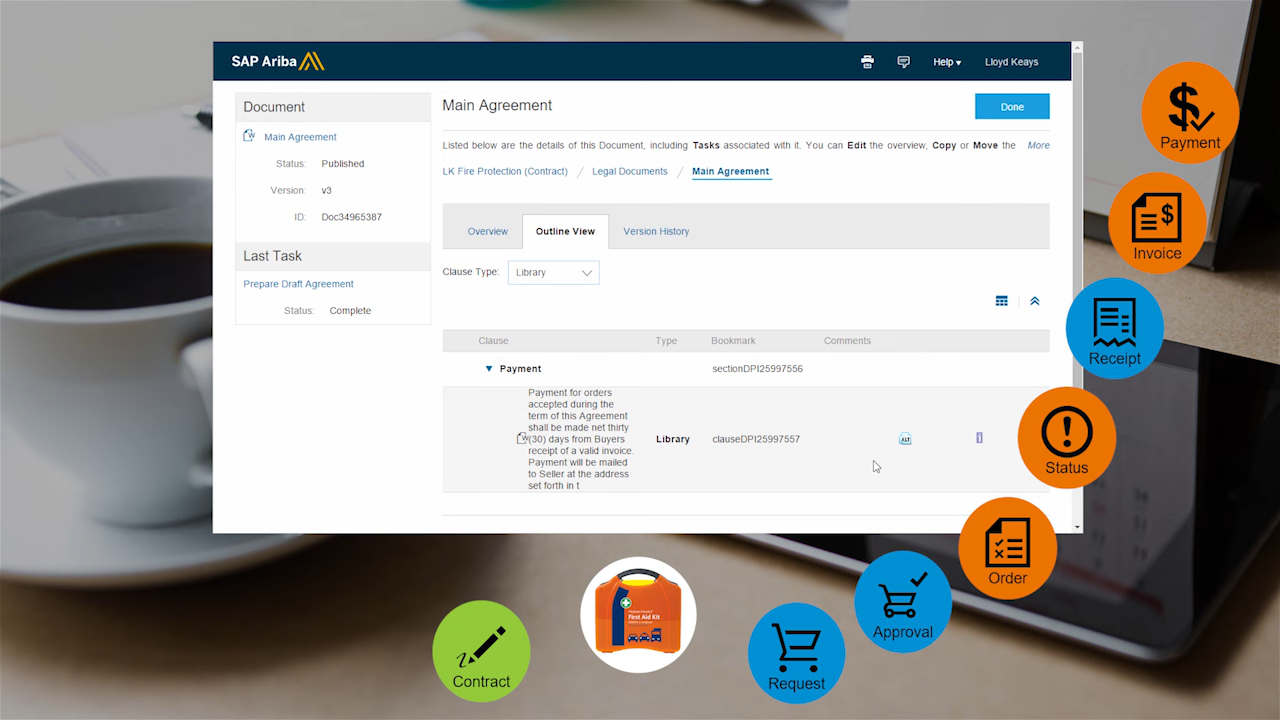 SAP Ariba
Help
Lloyd Keays
Document
Main Agreement
Status: Published
Version: v3
ID: Doc34965387
Last Task
Prepare Draft Agreement
Status: Complete
Main Agreement
Done
Listed below are the details of this Document, including Tasks associated with it. You can Edit the overview, Copy or Move the More
LK Fire Protection (Contract) / Legal Documents / Main Agreement
Overview Outline View Version History
Clause Type: Library
Clause Type Bookmark Comments
Payment sectionDPI25997556
Payment for orders
accepted during the
term of this Agreement
shall be made net thirty
(30) days from Buyers
receipt of a valid invoice.
Payment will be mailed
to Seller at the address
set forth in t
Library clauseDPI25997557
ALT
Payment
Invoice
Receipt
Status
Order
Approval
Request
First Aid Kit
Contract